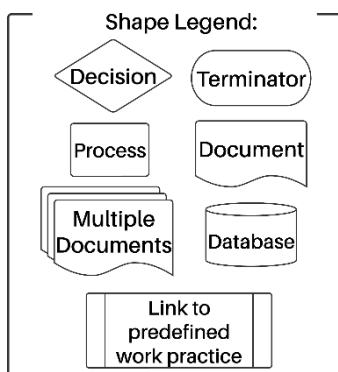 Shape Legend:
Decision
Terminator
Process
Document
Multiple
Documents
Database
Link to
predefined
work practice